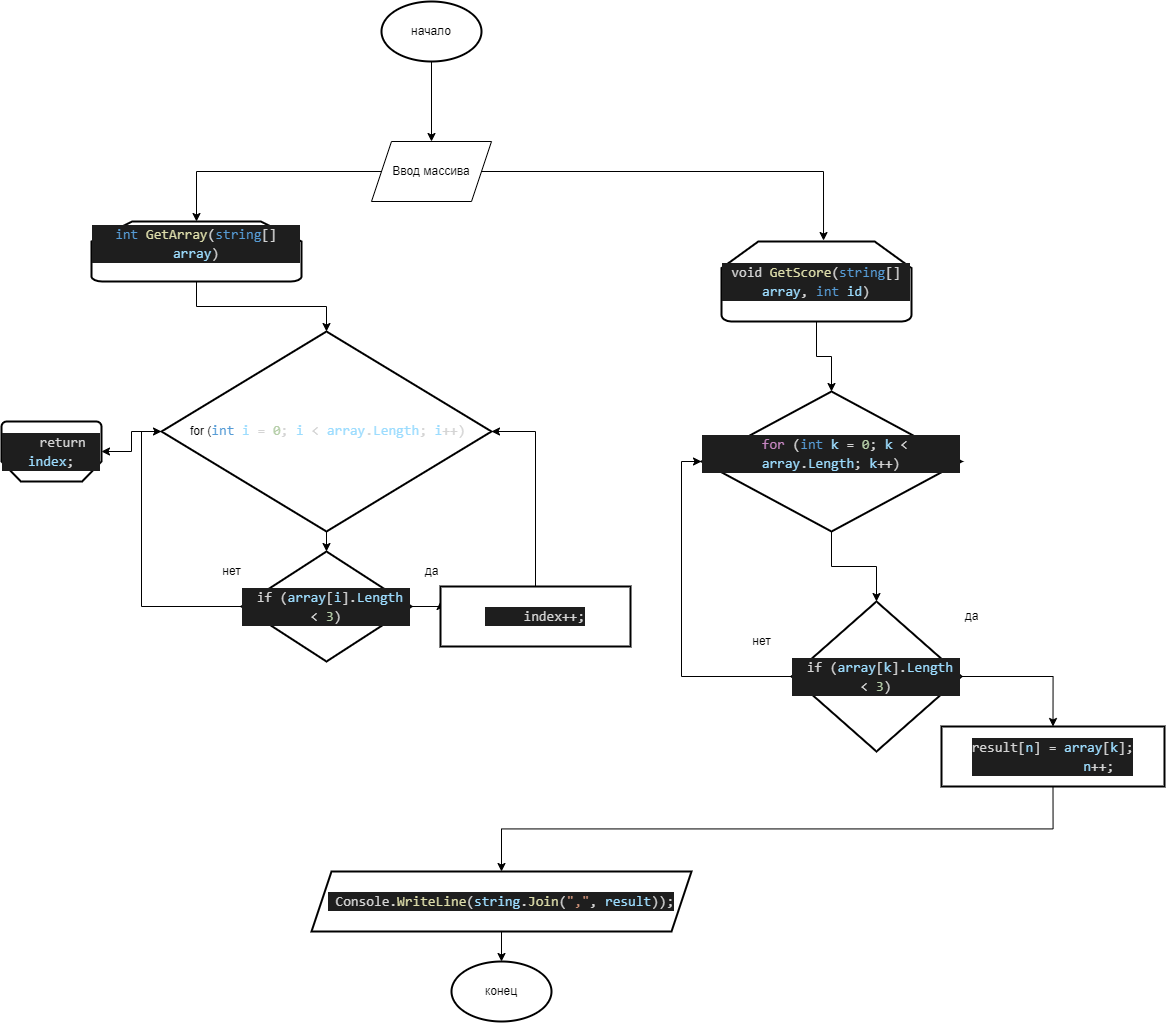 начало
Ввод массива
int GetArray(string[]
array)
void GetScore(string[]
array, int id)
for (int i = 0; i < array.Length; i++)
return
index;
for (int k = 0; k <
array.Length; k++)
нет
да
if (array[i].Length
< 3)
index++;
да
нет
if (array[k].Length
< 3)
result[n] = array[k];
n++;
Console.WriteLine(string.Join(",", result));
конец